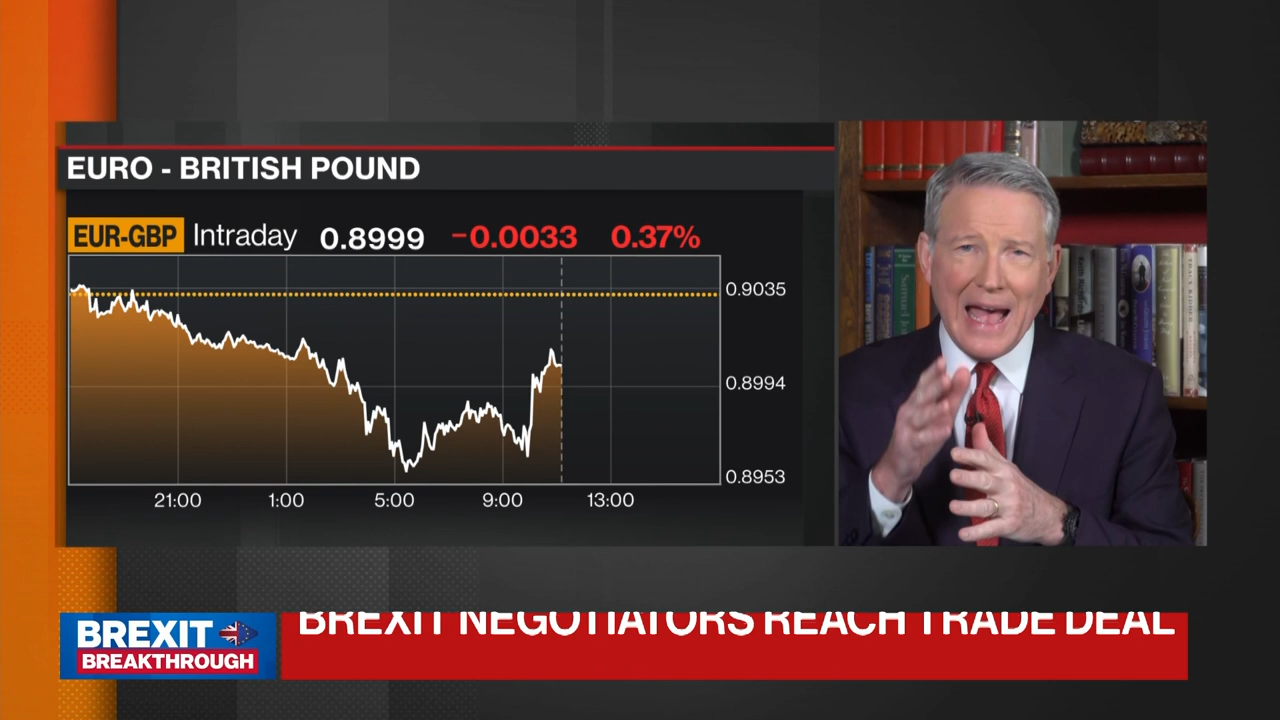 EURO - BRITISH POUND
EUR-GBP Intraday 0.8999 −0.0033 0.37%
0.9035
0.8994
0.8953
21:00 1:00 5:00 9:00 13:00
BREXIT NEGOTIATORS REACH TRADE DEAL
BREXIT
BREAKTHROUGH